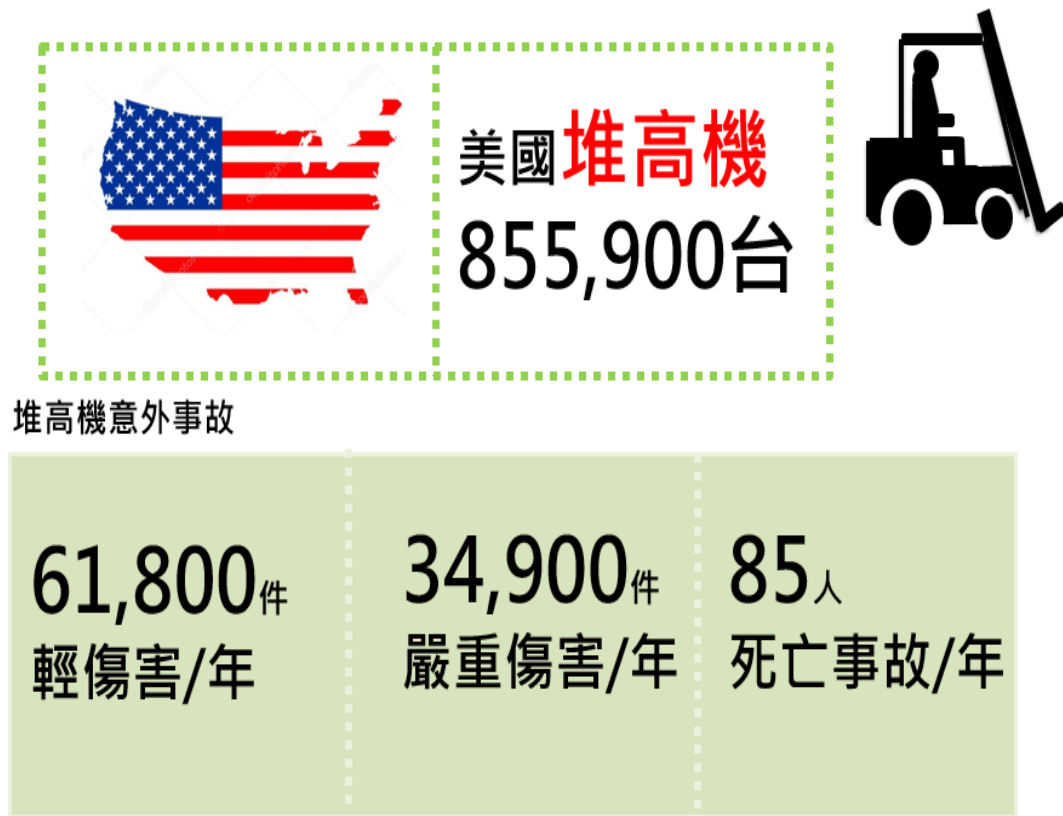 美國堆高機
855,900台
堆高機意外事故
61,800件
輕傷害/年
34,900件
嚴重傷害/年
85人
死亡事故/年